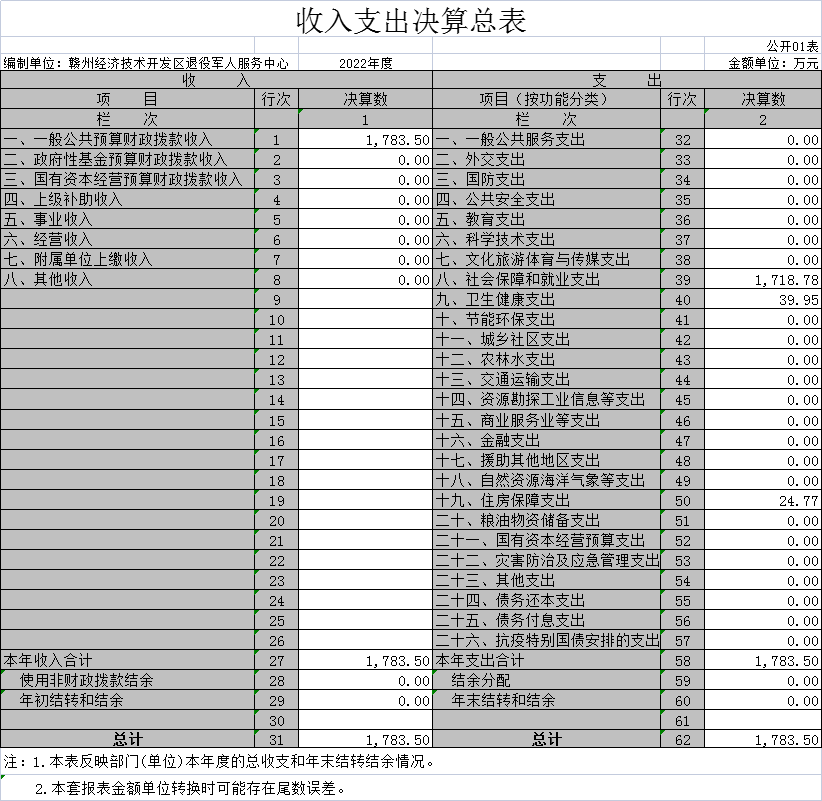 收入支出决算总表
公开01表
编制单位：赣州经济技术开发区退役军人服务中心 2022年度 金额单位：万元
收 入 支 出
项 目 行次 决算数 项目（按功能分类） 行次 决算数
栏 次 1 栏 次 2
一、一般公共预算财政拨款收入 1 1,783.50 一、一般公共服务支出 32 0.00
二、政府性基金预算财政拨款收入 2 0.00 二、外交支出 33 0.00
三、国有资本经营预算财政拨款收入 3 0.00 三、国防支出 34 0.00
四、上级补助收入 4 0.00 四、公共安全支出 35 0.00
五、事业收入 5 0.00 五、教育支出 36 0.00
六、经营收入 6 0.00 六、科学技术支出 37 0.00
七、附属单位上缴收入 7 0.00 七、文化旅游体育与传媒支出 38 0.00
八、其他收入 8 0.00 八、社会保障和就业支出 39 1,718.78
9 九、卫生健康支出 40 39.95
10 十、节能环保支出 41 0.00
11 十一、城乡社区支出 42 0.00
12 十二、农林水支出 43 0.00
13 十三、交通运输支出 44 0.00
14 十四、资源勘探工业信息等支出 45 0.00
15 十五、商业服务业等支出 46 0.00
16 十六、金融支出 47 0.00
17 十七、援助其他地区支出 48 0.00
18 十八、自然资源海洋气象等支出 49 0.00
19 十九、住房保障支出 50 24.77
20 二十、粮油物资储备支出 51 0.00
21 二十一、国有资本经营预算支出 52 0.00
22 二十二、灾害防治及应急管理支出 53 0.00
23 二十三、其他支出 54 0.00
24 二十四、债务还本支出 55 0.00
25 二十五、债务付息支出 56 0.00
26 二十六、抗疫特别国债安排的支出 57 0.00
本年收入合计 27 1,783.50 本年支出合计 58 1,783.50
使用非财政拨款结余 28 0.00 结余分配 59 0.00
年初结转和结余 29 0.00 年末结转和结余 60 0.00
30 61
总计 31 1,783.50 总计 62 1,783.50
注：1.本表反映部门(单位)本年度的总收支和年末结转结余情况。
2.本套报表金额单位转换时可能存在尾数误差。